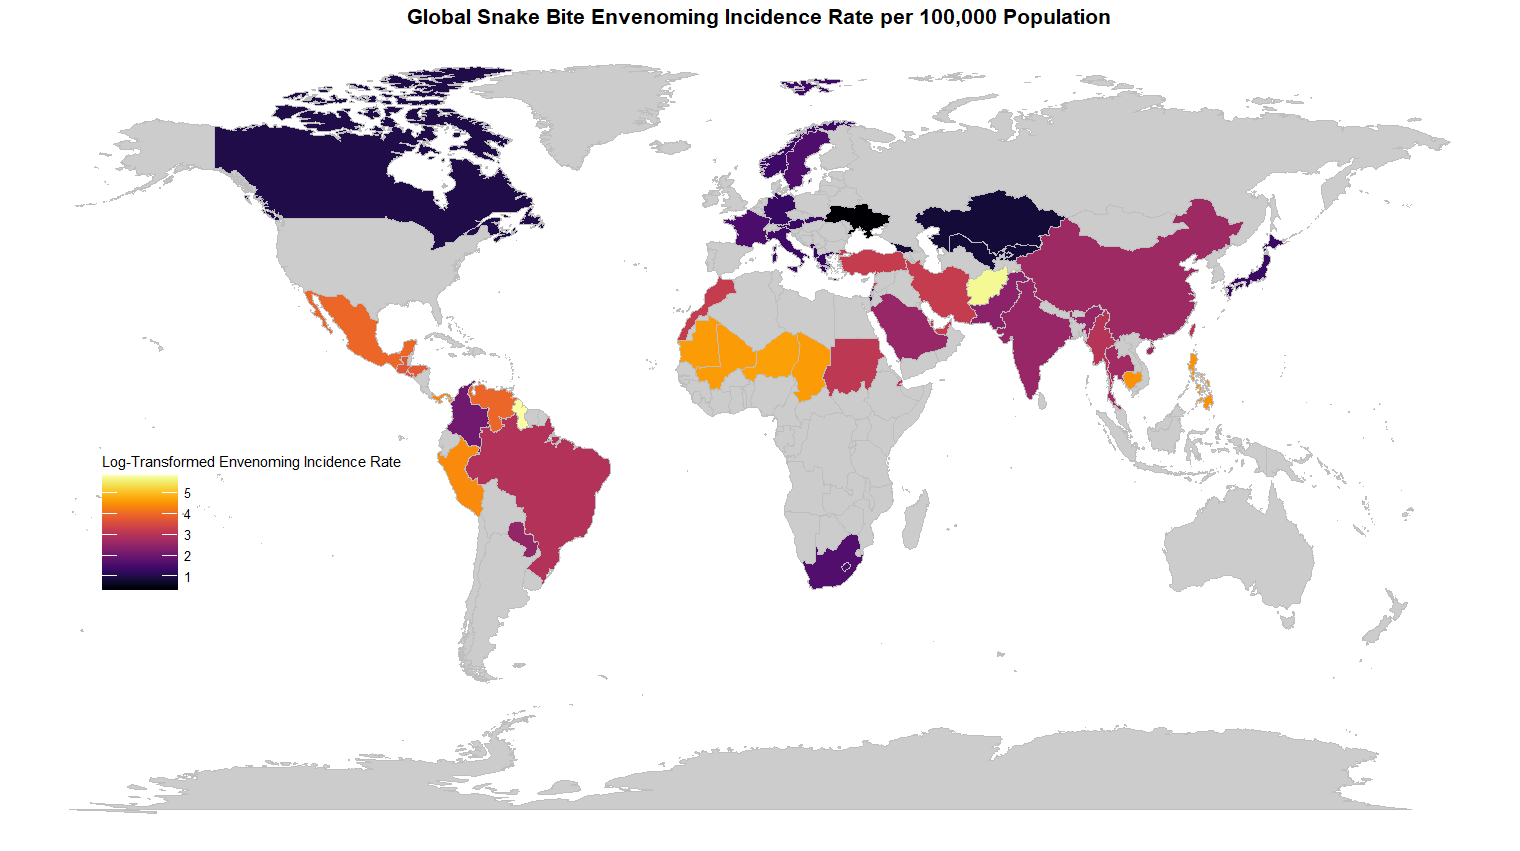 Global Snake Bite Envenoming Incidence Rate per 100,000 Population
Log-Transformed Envenoming Incidence Rate
5
4
3
2
1